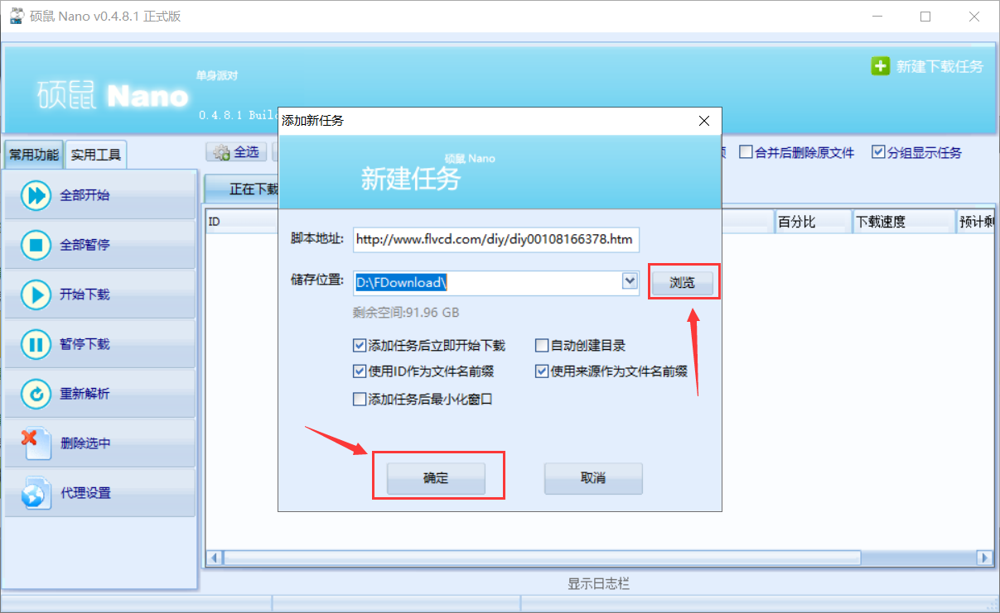 硕鼠 Nano v0.4.8.1 正式版
新建下载任务
单身派对
硕鼠 Nano
0.4.8.1
常用功能
实用工具
全选
合并后删除原文件
分组显示任务
全部开始
全部暂停
开始下载
暂停下载
重新解析
删除选中
代理设置
正在下载
ID
百分比
下载速度
添加新任务
硕鼠 Nano
新建任务
脚本地址:
http://www.flvcd.com/diy/diy00108166378.htm
储存位置:
D:\FDownload\
浏览
剩余空间:91.96 GB
添加任务后立即开始下载
自动创建目录
使用ID作为文件名前缀
使用来源作为文件名前缀
添加任务后最小化窗口
确定
取消
显示日志栏